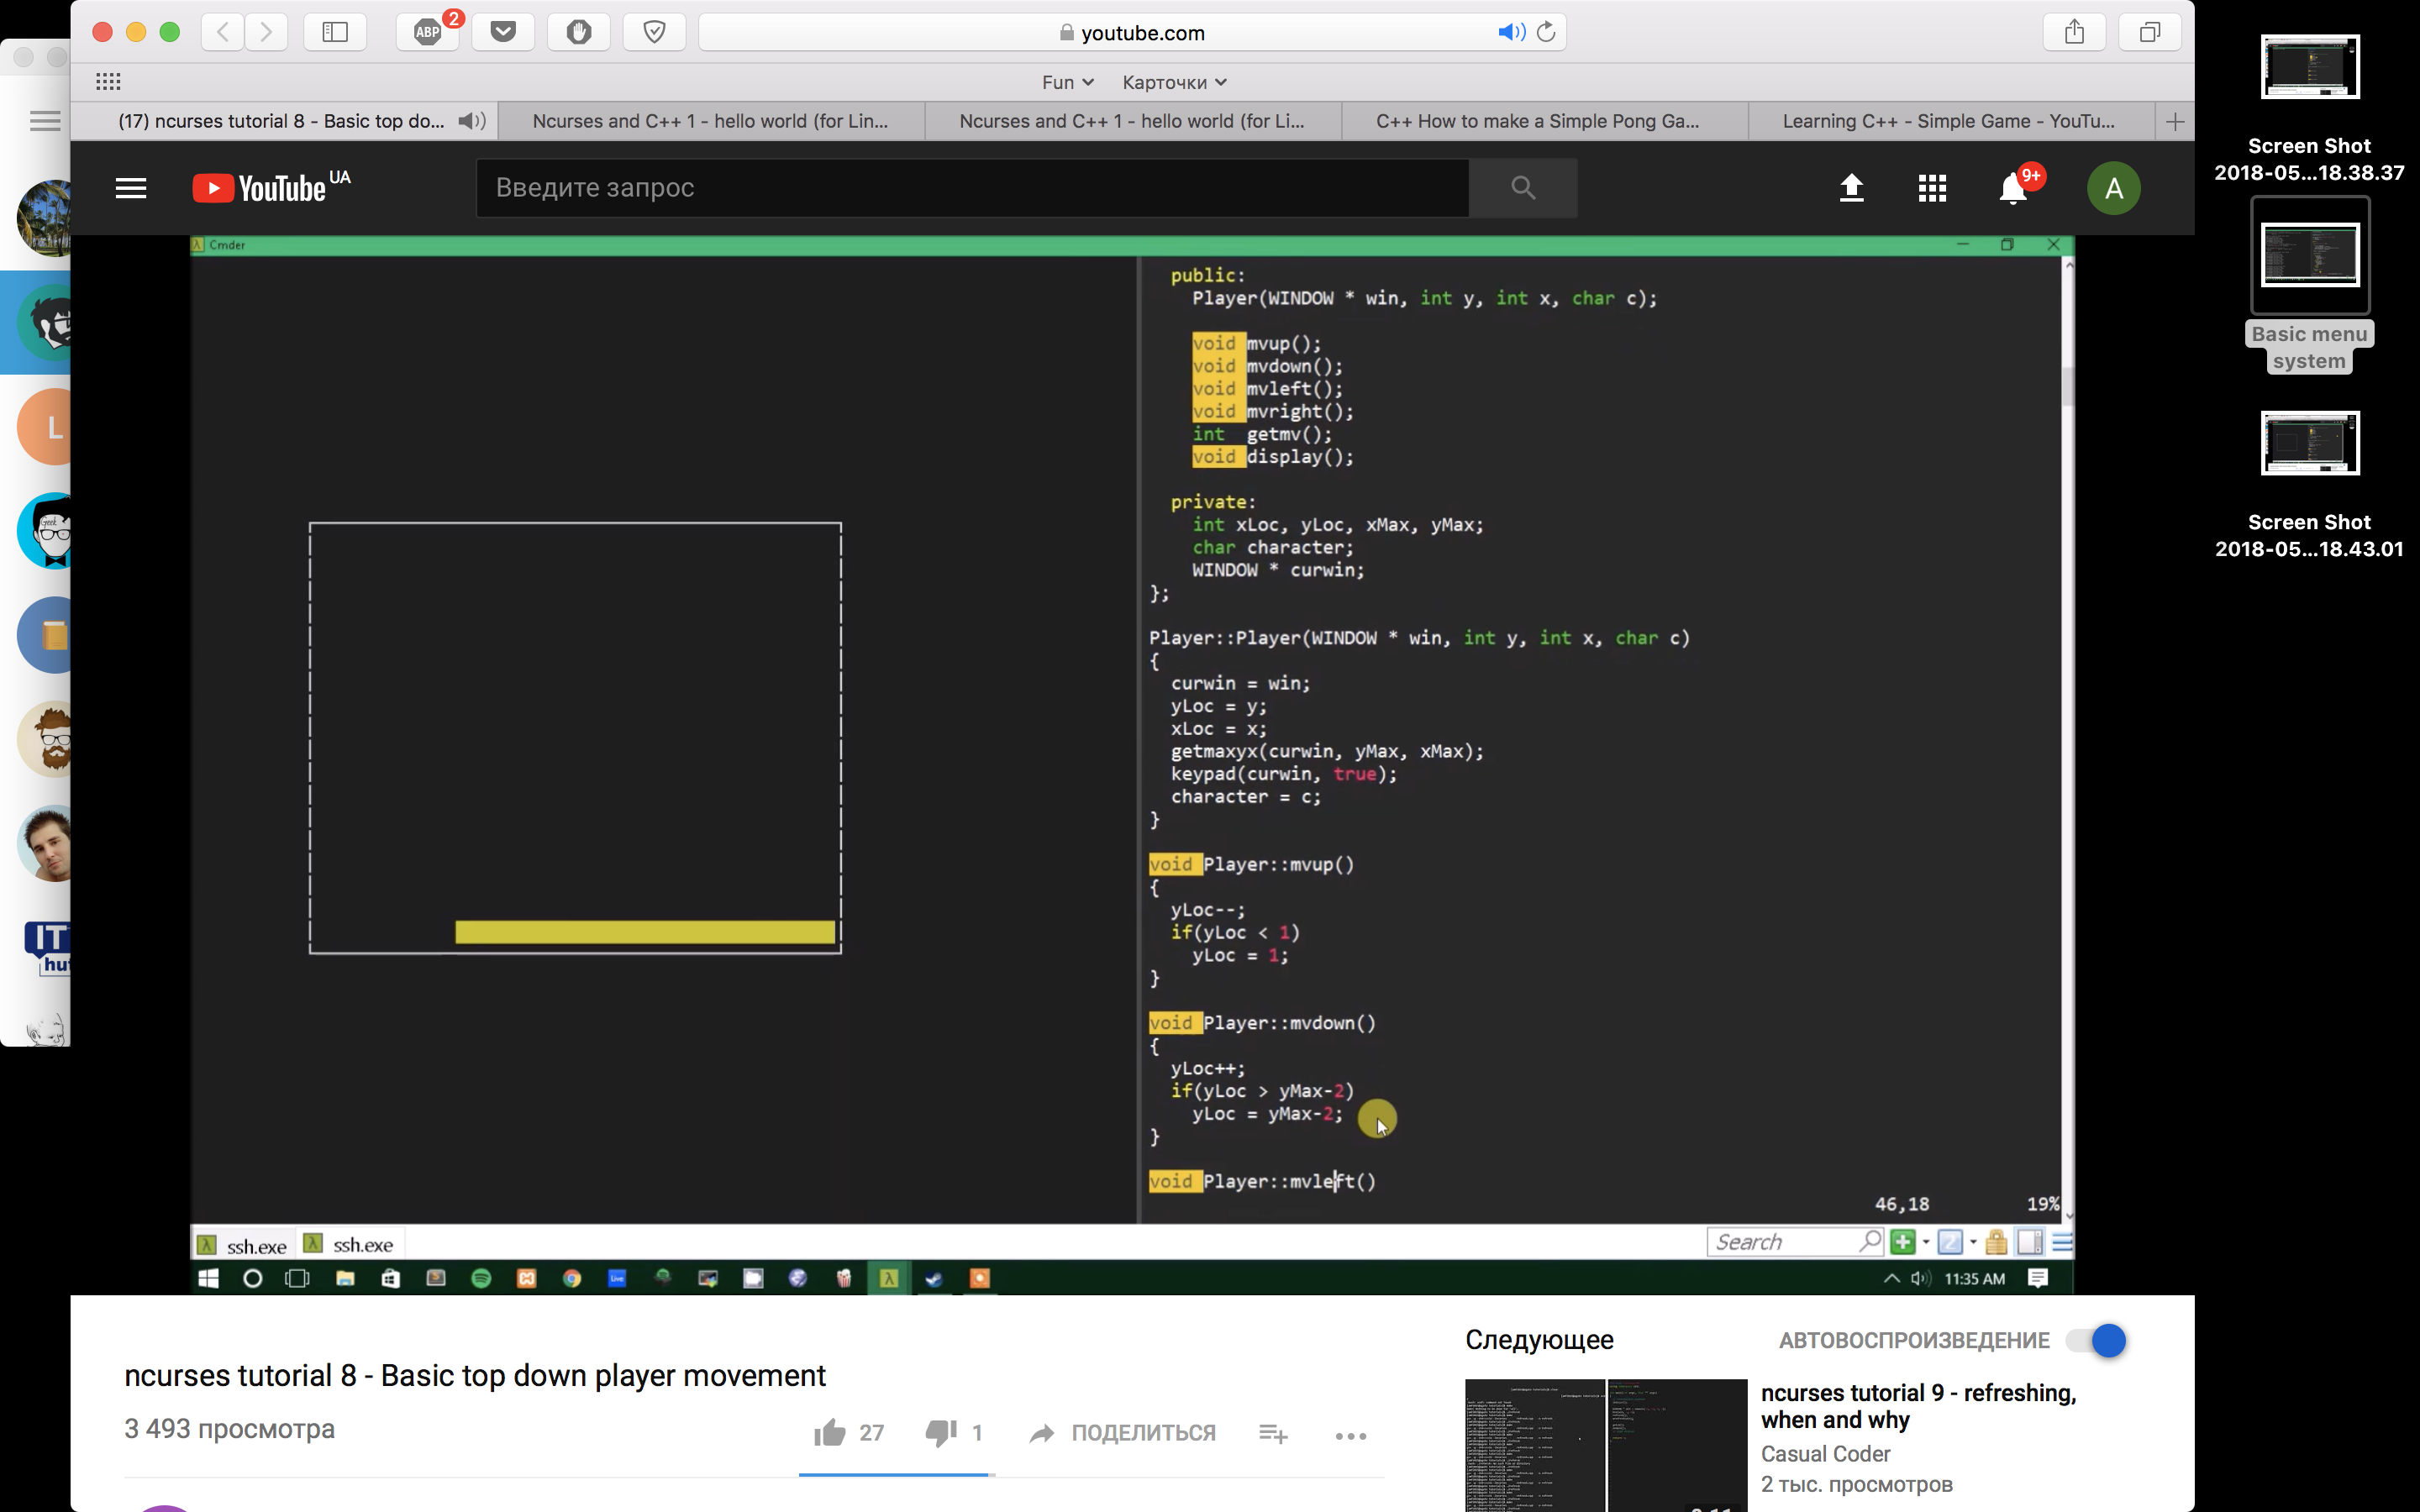 youtube.com
ABP
2
Fun
Карточки
(17) ncurses tutorial 8 - Basic top do...
Ncurses and C++ 1 - hello world (for Lin...
Ncurses and C++ 1 - hello world (for Li...
C++ How to make a Simple Pong Ga...
Learning C++ - Simple Game - YouTu...
YouTube UA
Введите запрос
9+
A
Screen Shot
2018-05...18.38.37
Basic menu
system
Screen Shot
2018-05...18.43.01
L
Geek
IT
hu
Cmder
public:
Player(WINDOW * win, int y, int x, char c);
void mvup();
void mvdown();
void mvleft();
void mvright();
int getmv();
void display();
private:
int xLoc, yLoc, xMax, yMax;
char character;
WINDOW * curwin;
};
Player::Player(WINDOW * win, int y, int x, char c)
{
curwin = win;
yLoc = y;
xLoc = x;
getmaxyx(curwin, yMax, xMax);
keypad(curwin, true);
character = c;
}
void Player::mvup()
{
yLoc--;
if(yLoc < 1)
yLoc = 1;
}
void Player::mvdown()
{
yLoc++;
if(yLoc > yMax-2)
yLoc = yMax-2;
}
void Player::mvleft()
46,18 19%
ssh.exe
ssh.exe
Search
Live
11:35 AM
ncurses tutorial 8 - Basic top down player movement
3 493 просмотра
27
1
ПОДЕЛИТЬСЯ
Следующее
АВТОВОСПРОИЗВЕДЕНИЕ
ncurses tutorial 9 - refreshing,
when and why
Casual Coder
2 тыс. просмотров